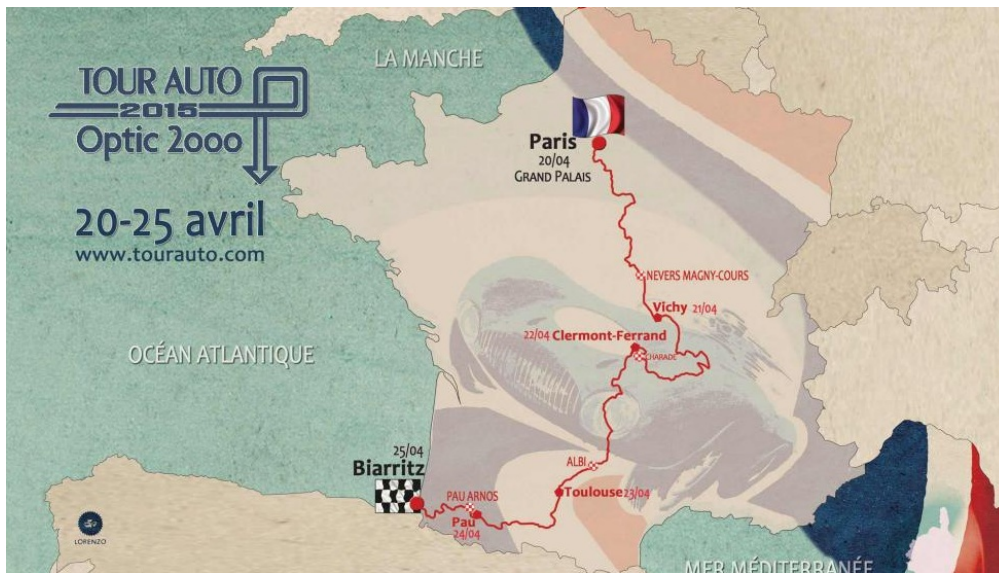 LA MANCHE
TOUR AUTO
2015
Optic 2000
20-25 avril
www.tourauto.com
Paris
20/04
GRAND PALAIS
NEVERS MAGNY-COURS
Vichy 21/04
22/04 Clermont-Ferrand
CHARADE
OCÉAN ATLANTIQUE
25/04
Biarritz
ALBI
PAU ARNOS
Toulouse 23/04
Pau
24/04
LORENZO
MER MÉDITERRANÉE